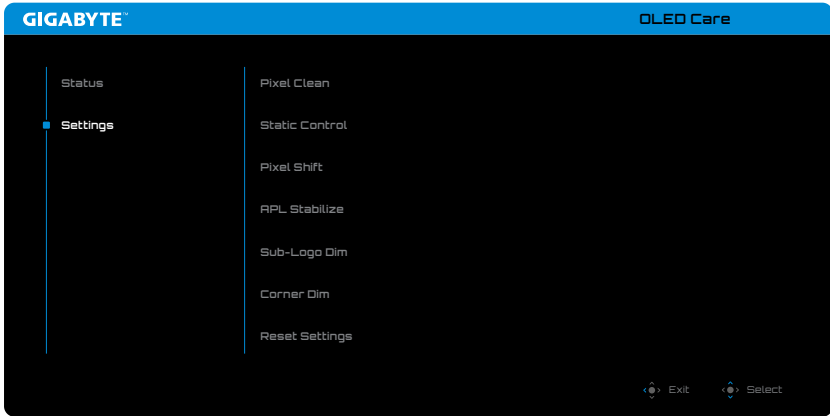 GIGABYTE™
OLED Care
Status
Settings
Pixel Clean
Static Control
Pixel Shift
APL Stabilize
Sub-Logo Dim
Corner Dim
Reset Settings
Exit
Select